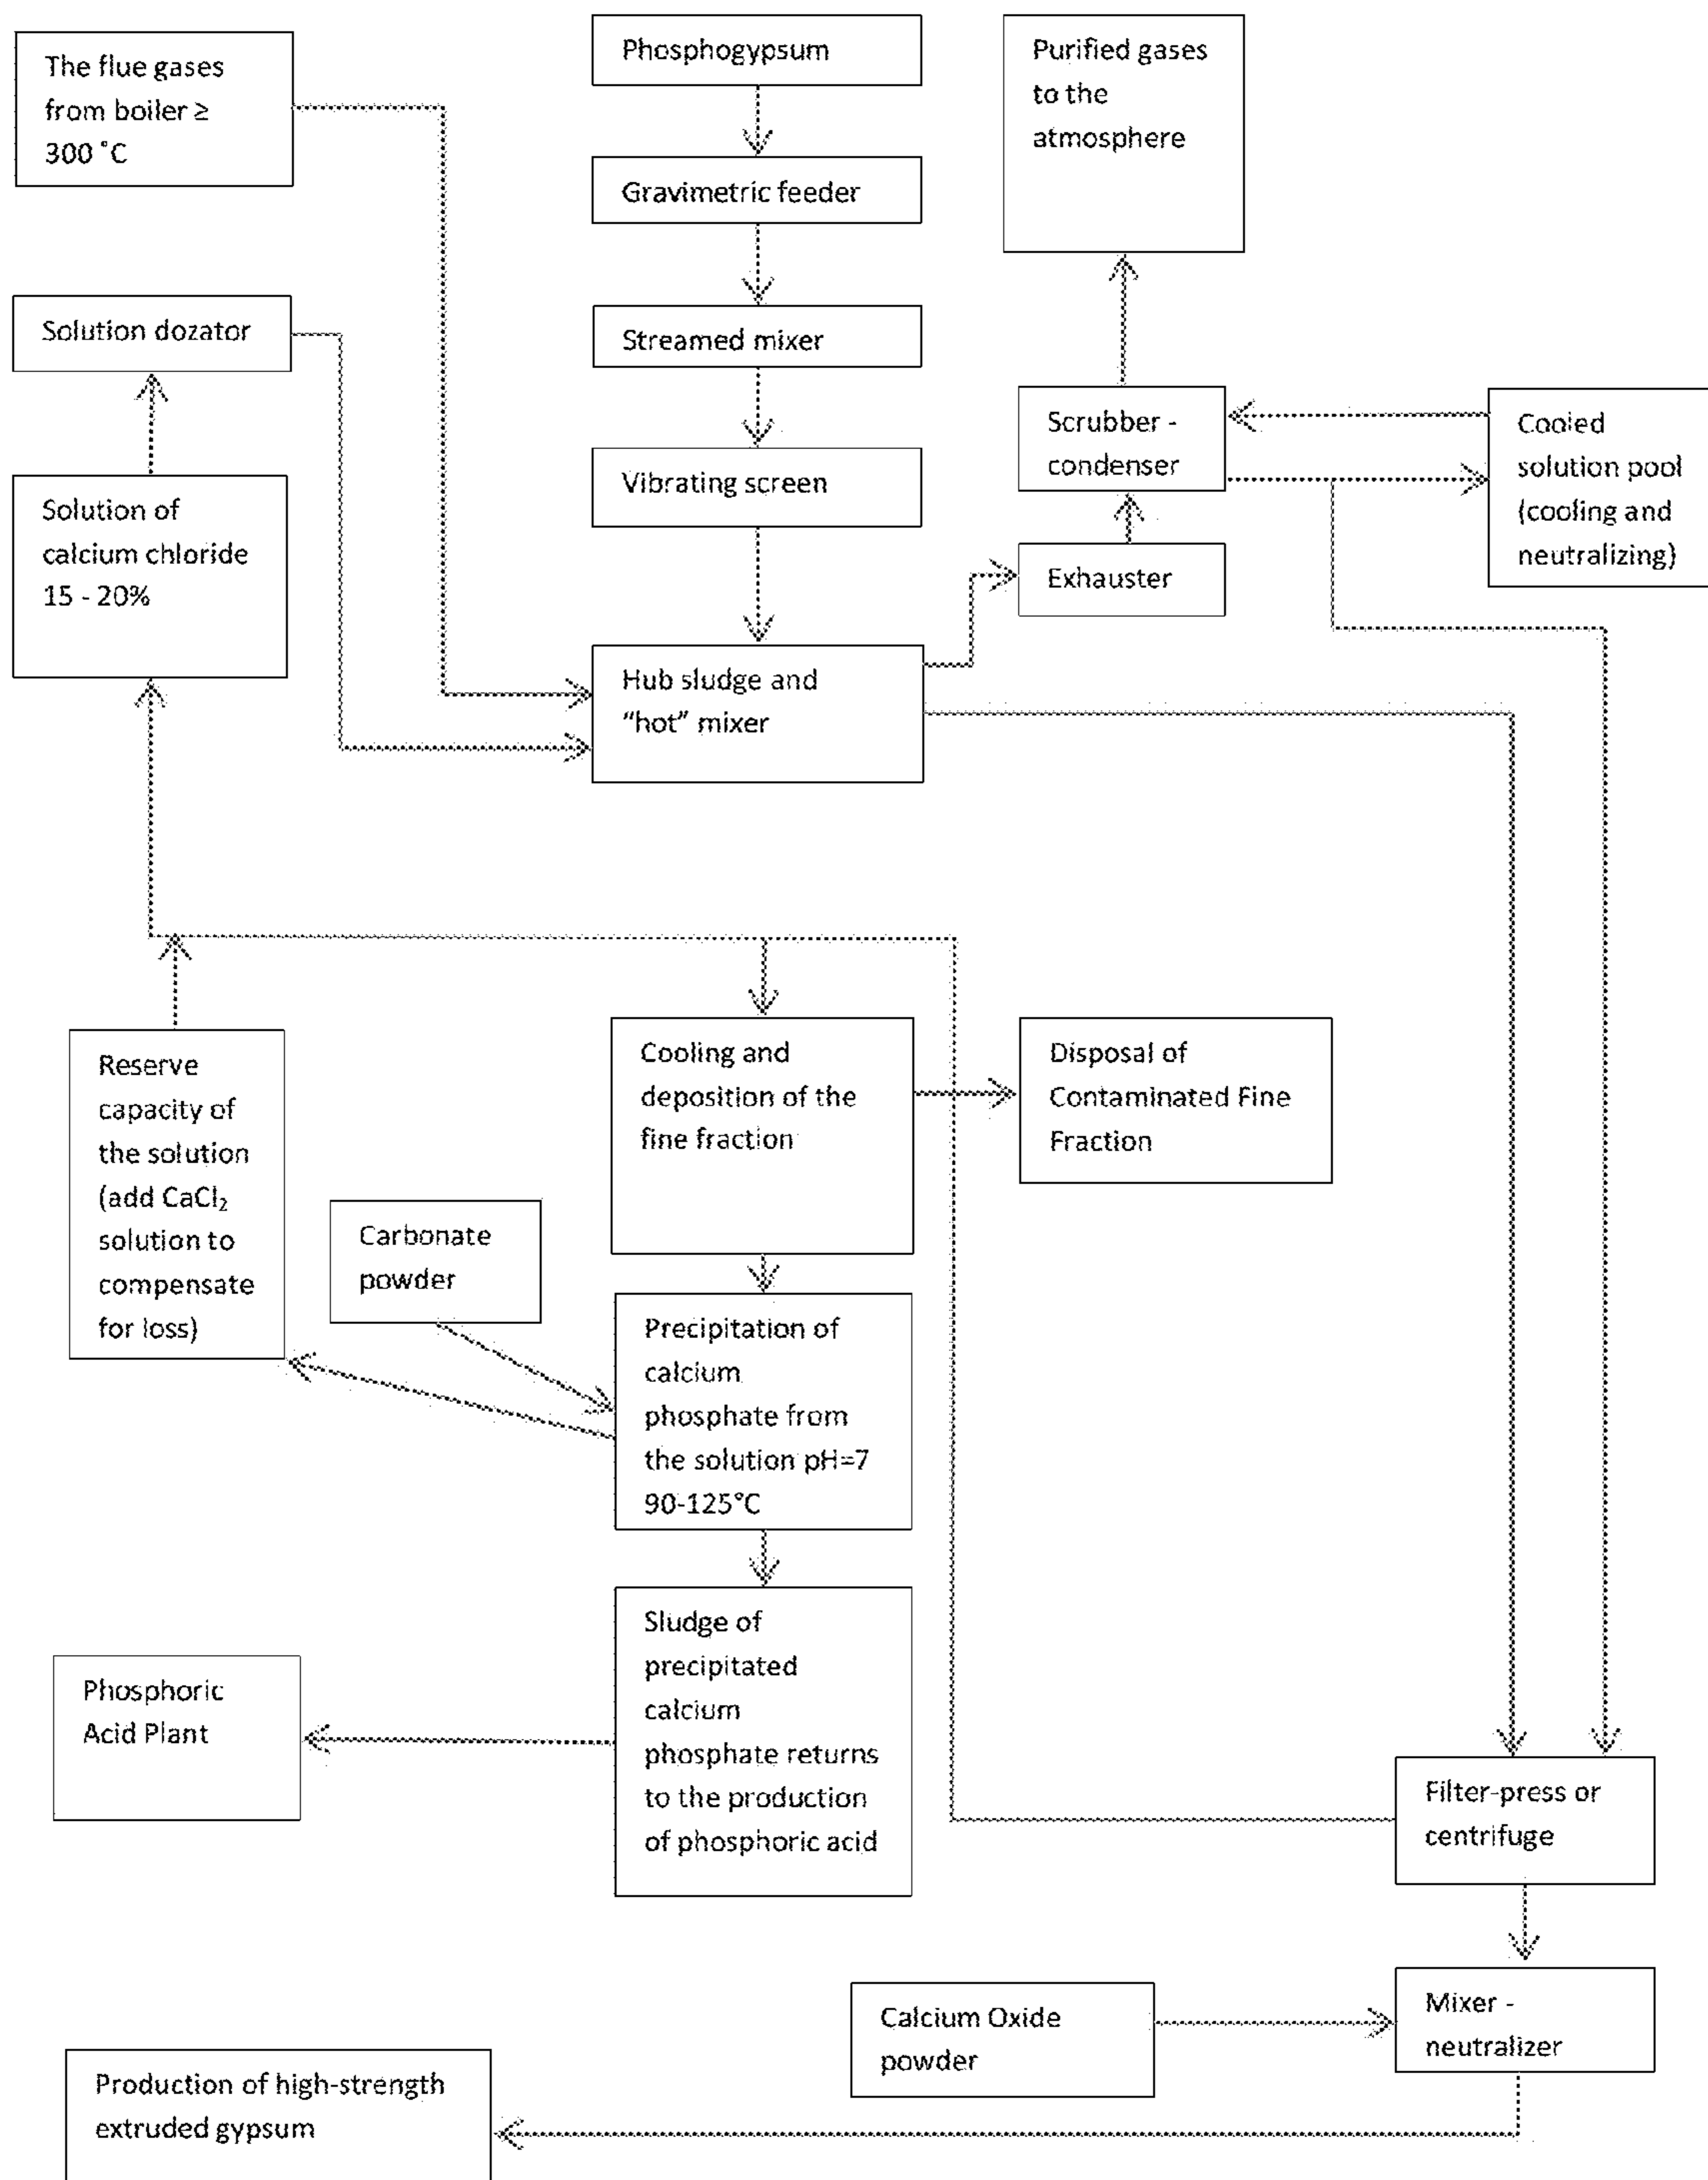 The flue gases
from boiler ≥
300 °C
Phosphogypsum
Purified gases
to the
atmosphere
Gravimetric feeder
Solution dozator
Streamed mixer
Scrubber -
condenser
Cooled
solution pool
(cooling and
neutralizing)
Solution of
calcium chloride
15 - 20%
Vibrating screen
Exhauster
Hub sludge and
“hot” mixer
Reserve
capacity of
the solution
(add CaCl₂
solution to
compensate
for loss)
Cooling and
deposition of the
fine fraction
Disposal of
Contaminated Fine
Fraction
Carbonate
powder
Precipitation of
calcium
phosphate from
the solution pH=7
90-125°C
Sludge of
precipitated
calcium
phosphate returns
to the production
of phosphoric acid
Phosphoric
Acid Plant
Filter-press or
centrifuge
Calcium Oxide
powder
Mixer -
neutralizer
Production of high-strength
extruded gypsum